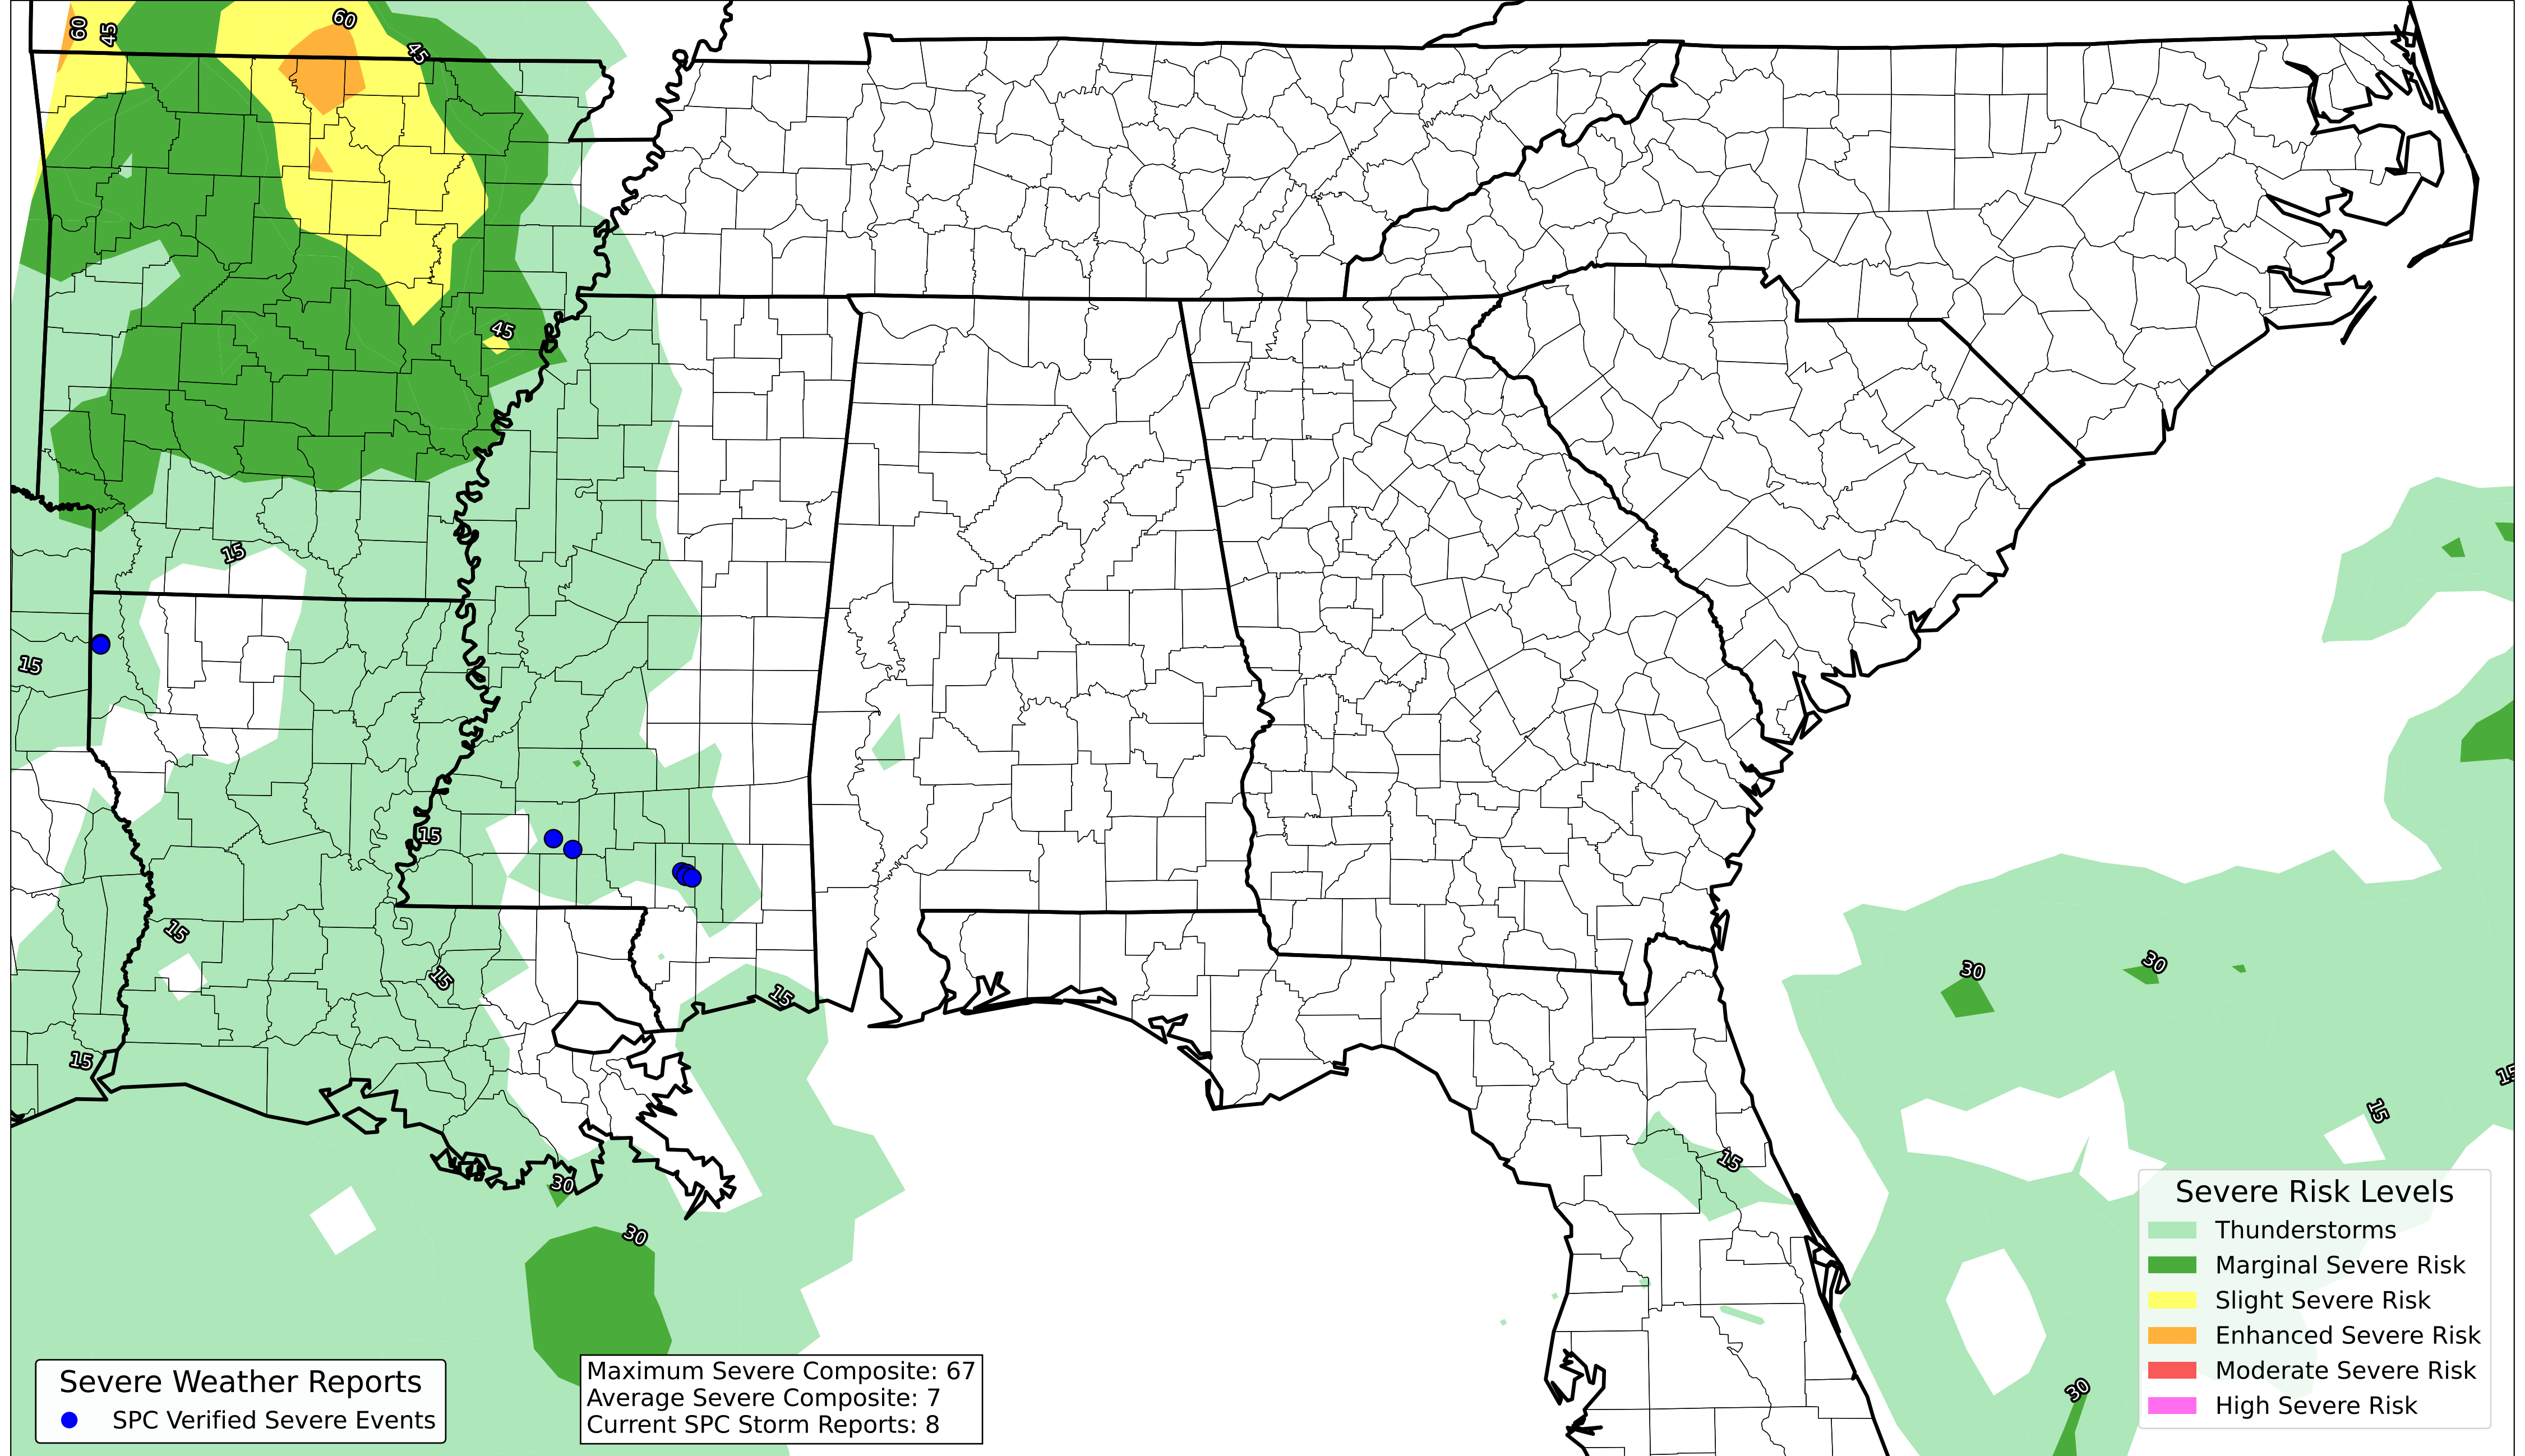 60
45
60
45
45
15
15
15
15
15
15
15
30
30
30
30
15
15
15
30
Severe Weather Reports
SPC Verified Severe Events
Maximum Severe Composite: 67
Average Severe Composite: 7
Current SPC Storm Reports: 8
Severe Risk Levels
Thunderstorms
Marginal Severe Risk
Slight Severe Risk
Enhanced Severe Risk
Moderate Severe Risk
High Severe Risk